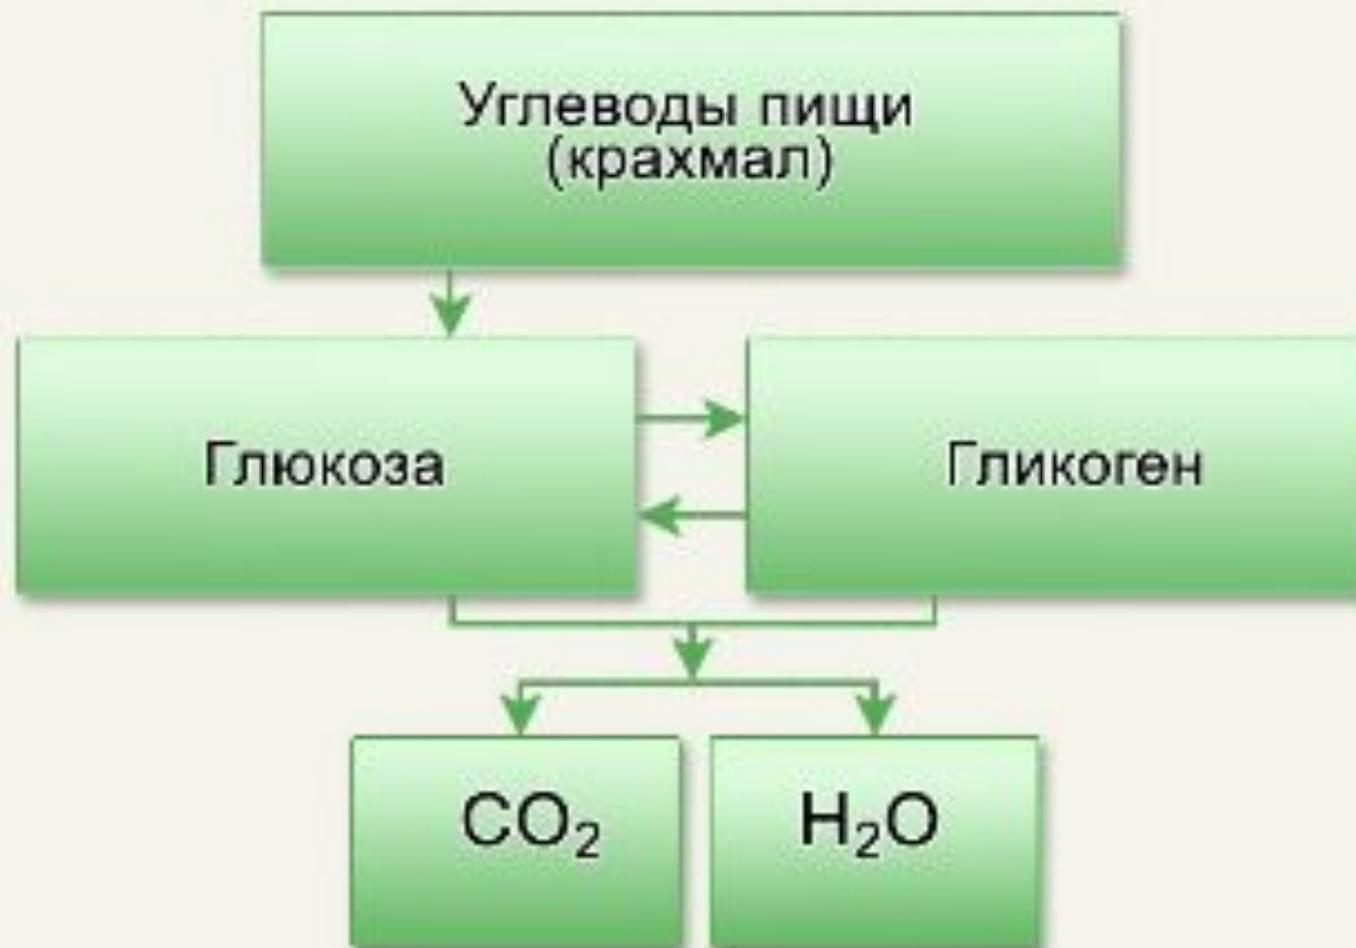 Углеводы пищи
(крахмал)
Глюкоза
Гликоген
CO₂
H₂O